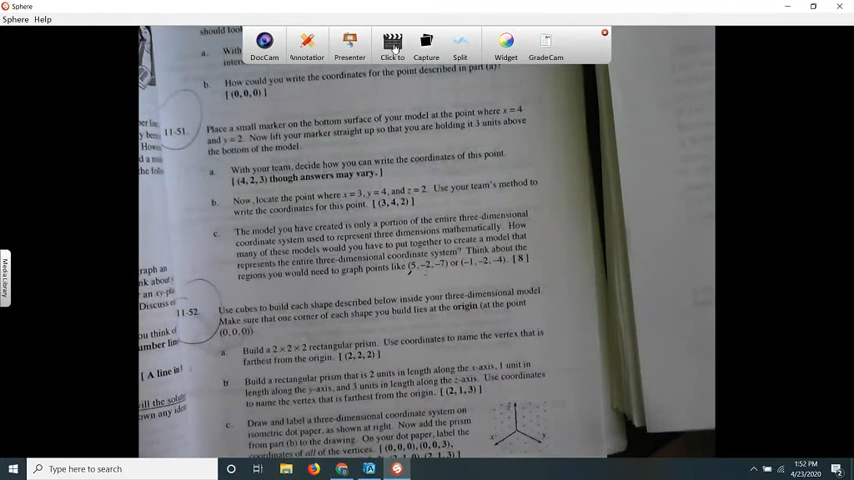 Sphere
Sphere Help
DocCam
Annotation
Presenter
Click to
Capture
Split
Widget
GradeCam
should look
a. With
inters
b. How could you write the coordinates for the point described in part (a)?
[ (0, 0, 0) ]
11-51. Place a small marker on the bottom surface of your model at the point where x = 4
and y = 2. Now lift your marker straight up so that you are holding it 3 units above
the bottom of the model.
a. With your team, decide how you can write the coordinates of this point.
[ (4, 2, 3) though answers may vary. ]
b. Now, locate the point where x = 3, y = 4, and z = 2. Use your team's method to
write the coordinates for this point. [ (3, 4, 2) ]
c. The model you have created is only a portion of the entire three-dimensional
coordinate system used to represent three dimensions mathematically. How
many of these models would you have to put together to create a model that
represents the entire three-dimensional coordinate system? Think about the
regions you would need to graph points like (5, –2, –7) or (–1, –2, –4). [ 8 ]
11-52. Use cubes to build each shape described below inside your three-dimensional model
Make sure that one corner of each shape you build lies at the origin (at the point
(0, 0, 0)).
a. Build a 2 × 2 × 2 rectangular prism. Use coordinates to name the vertex that is
farthest from the origin. [ (2, 2, 2) ]
b. Build a rectangular prism that is 2 units in length along the x-axis, 1 unit in
length along the y-axis, and 3 units in length along the z-axis. Use coordinates
to name the vertex that is farthest from the origin. [ (2, 1, 3) ]
c. Draw and label a three-dimensional coordinate system on
isometric dot paper, as shown at right. Now add the prism
from part (b) to the drawing. On your dot paper, label the
coordinates of all of the vertices. [ (0, 0, 0), (0, 0, 3),
Media Library
Type here to search
1:52 PM
4/23/2020